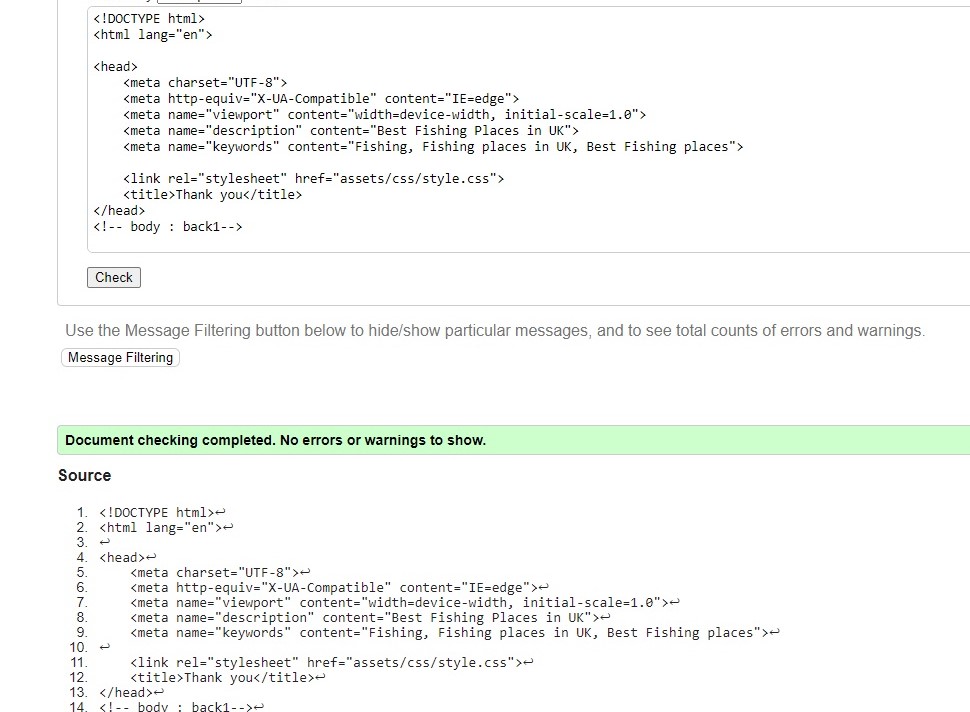 <!DOCTYPE html>
<html lang="en">
<head>
<meta charset="UTF-8">
<meta http-equiv="X-UA-Compatible" content="IE=edge">
<meta name="viewport" content="width=device-width, initial-scale=1.0">
<meta name="description" content="Best Fishing Places in UK">
<meta name="keywords" content="Fishing, Fishing places in UK, Best Fishing places">
<link rel="stylesheet" href="assets/css/style.css">
<title>Thank you</title>
</head>
<!-- body : back1-->
Check
Use the Message Filtering button below to hide/show particular messages, and to see total counts of errors and warnings.
Message Filtering
Document checking completed. No errors or warnings to show.
Source
1. <!DOCTYPE html>↩
2. <html lang="en">↩
3. ↩
4. <head>↩
5. <meta charset="UTF-8">↩
6. <meta http-equiv="X-UA-Compatible" content="IE=edge">↩
7. <meta name="viewport" content="width=device-width, initial-scale=1.0">↩
8. <meta name="description" content="Best Fishing Places in UK">↩
9. <meta name="keywords" content="Fishing, Fishing places in UK, Best Fishing places">↩
10. ↩
11. <link rel="stylesheet" href="assets/css/style.css">↩
12. <title>Thank you</title>↩
13. </head>↩
14. <!-- body : back1-->↩